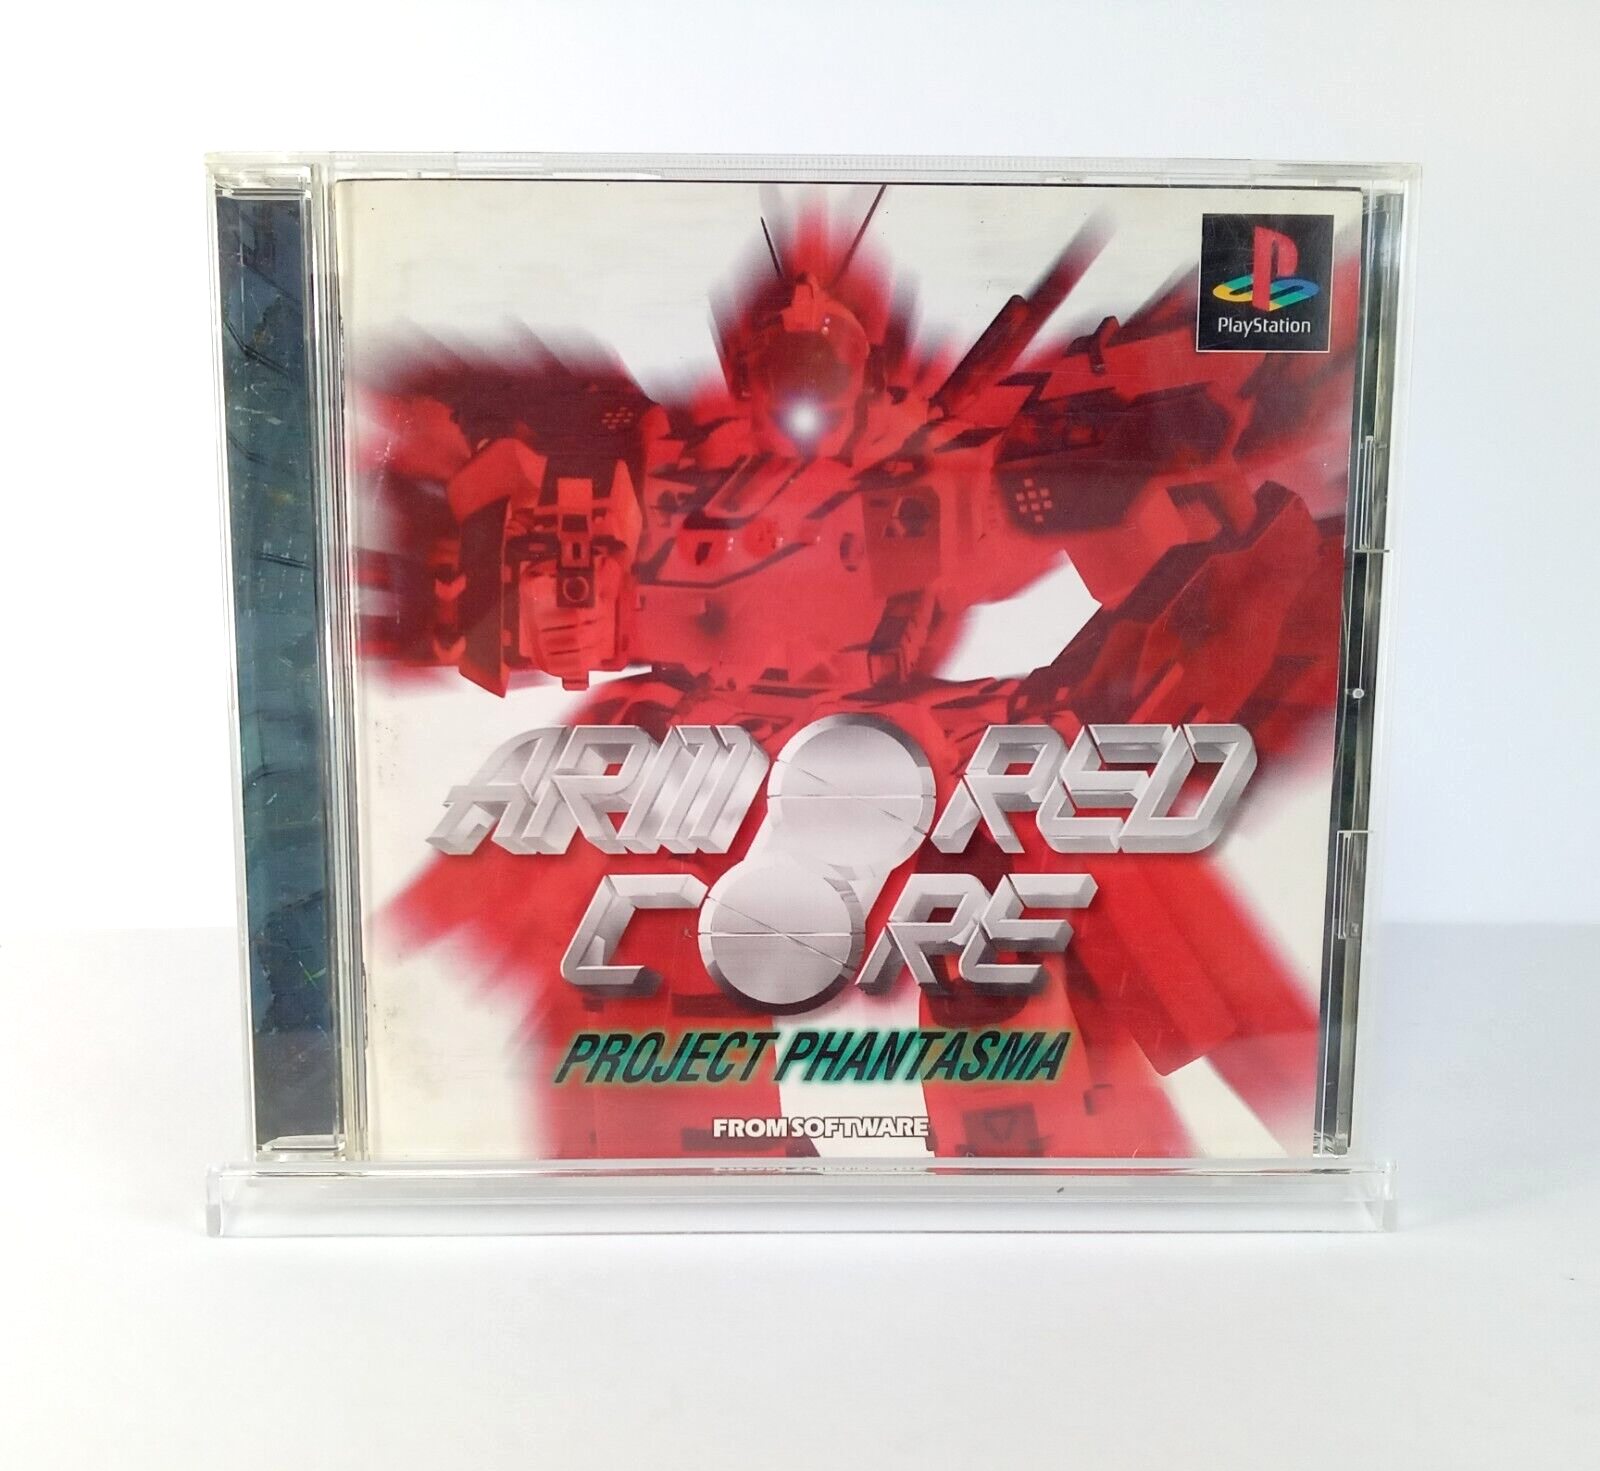 PlayStation
ARMORED
CORE
PROJECT PHANTASMA
FROMSOFTWARE